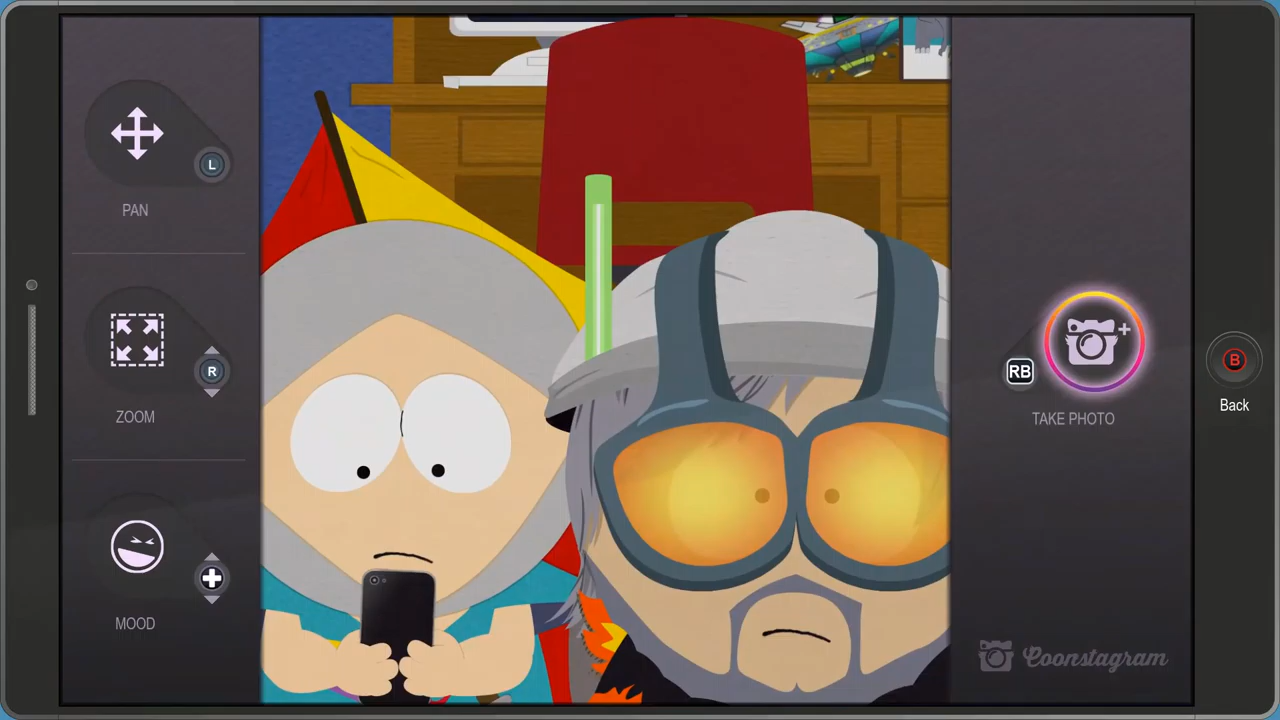 L
PAN
R
ZOOM
MOOD
RB
TAKE PHOTO
B
Back
Coonstagram